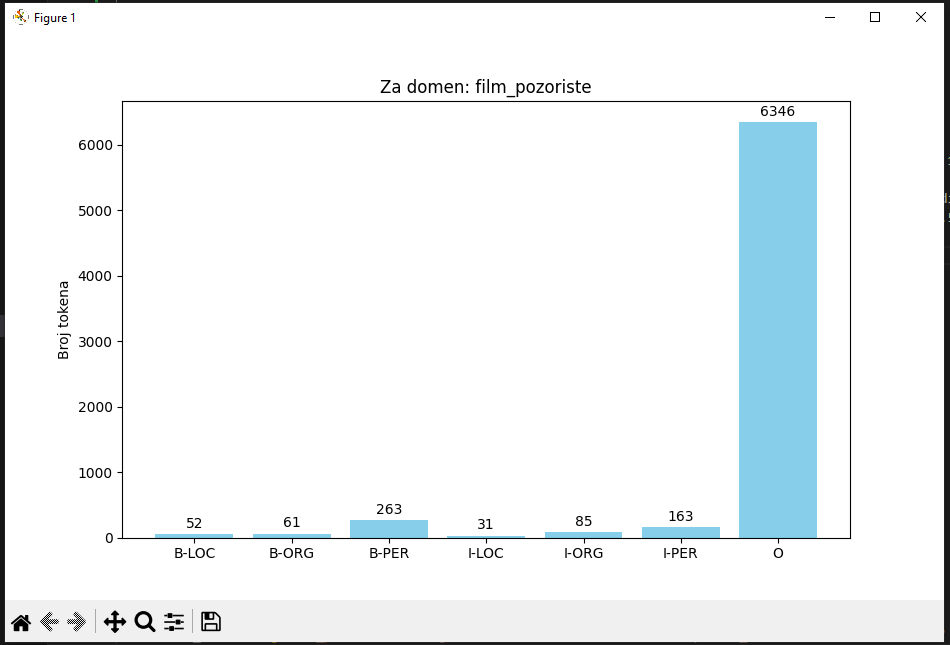 Figure 1
Za domen: film_pozoriste
6346
6000
5000
4000
3000
2000
1000
0
Broj tokena
52
61
263
31
85
163
B-LOC
B-ORG
B-PER
I-LOC
I-ORG
I-PER
O